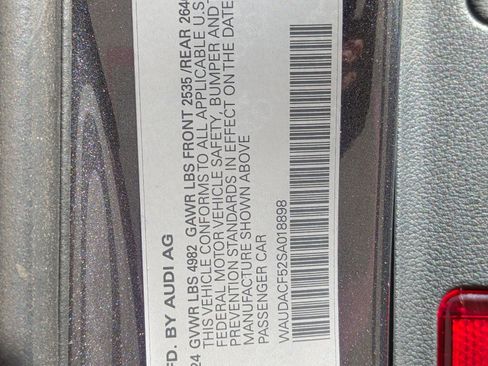 FD. BY AUDI AG
24 GVWR LBS 4982 GAWR LBS FRONT 2535 /REAR 264
THIS VEHICLE CONFORMS TO ALL APPLICABLE U.S
FEDERAL MOTOR VEHICLE SAFETY, BUMPER AND
PREVENTION STANDARDS IN EFFECT ON THE DATE
MANUFACTURE SHOWN ABOVE
PASSENGER CAR
WAUDACF52SA018898